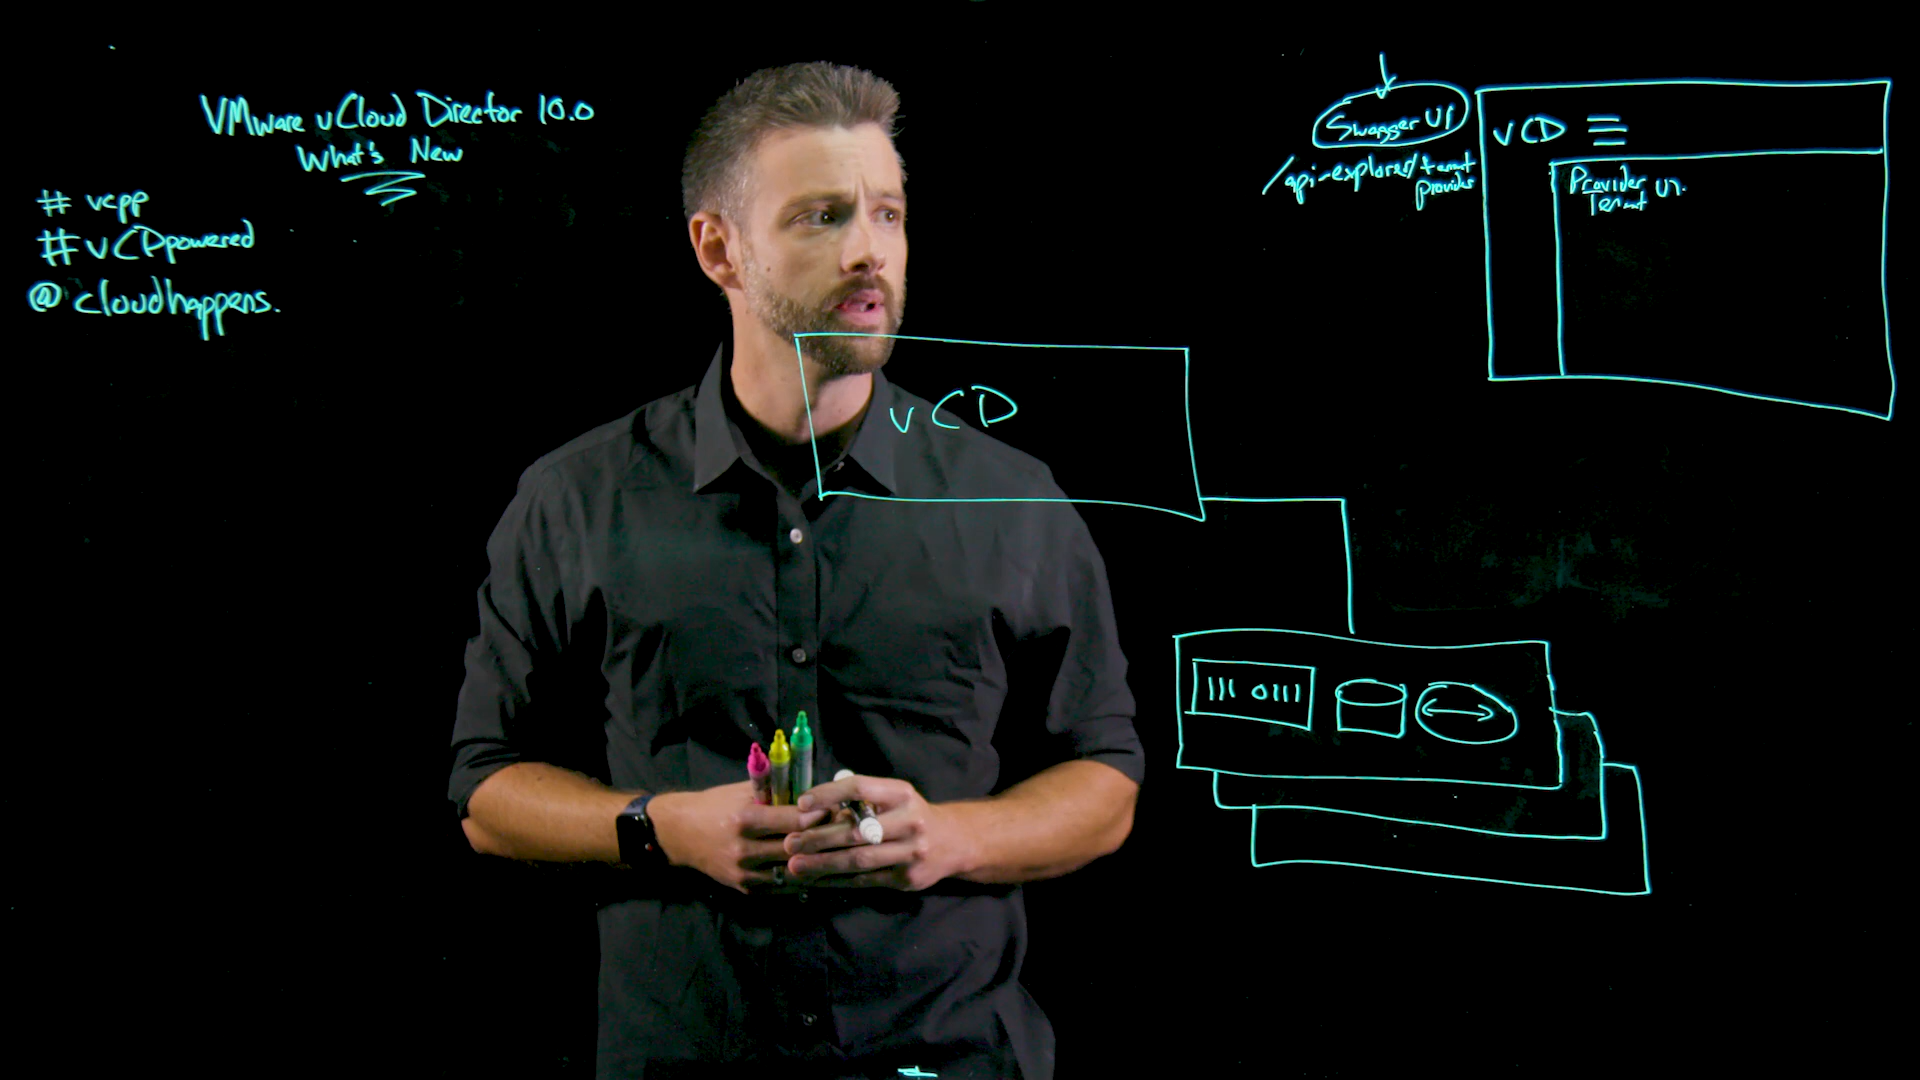 VMware vCloud Director 10.0
What's New
# vcpp
# vCDpowered
@cloudhappens.
Swagger UI
/api-explorer/tenant
provider
VCD
Provider UI.
Tenant
vCD